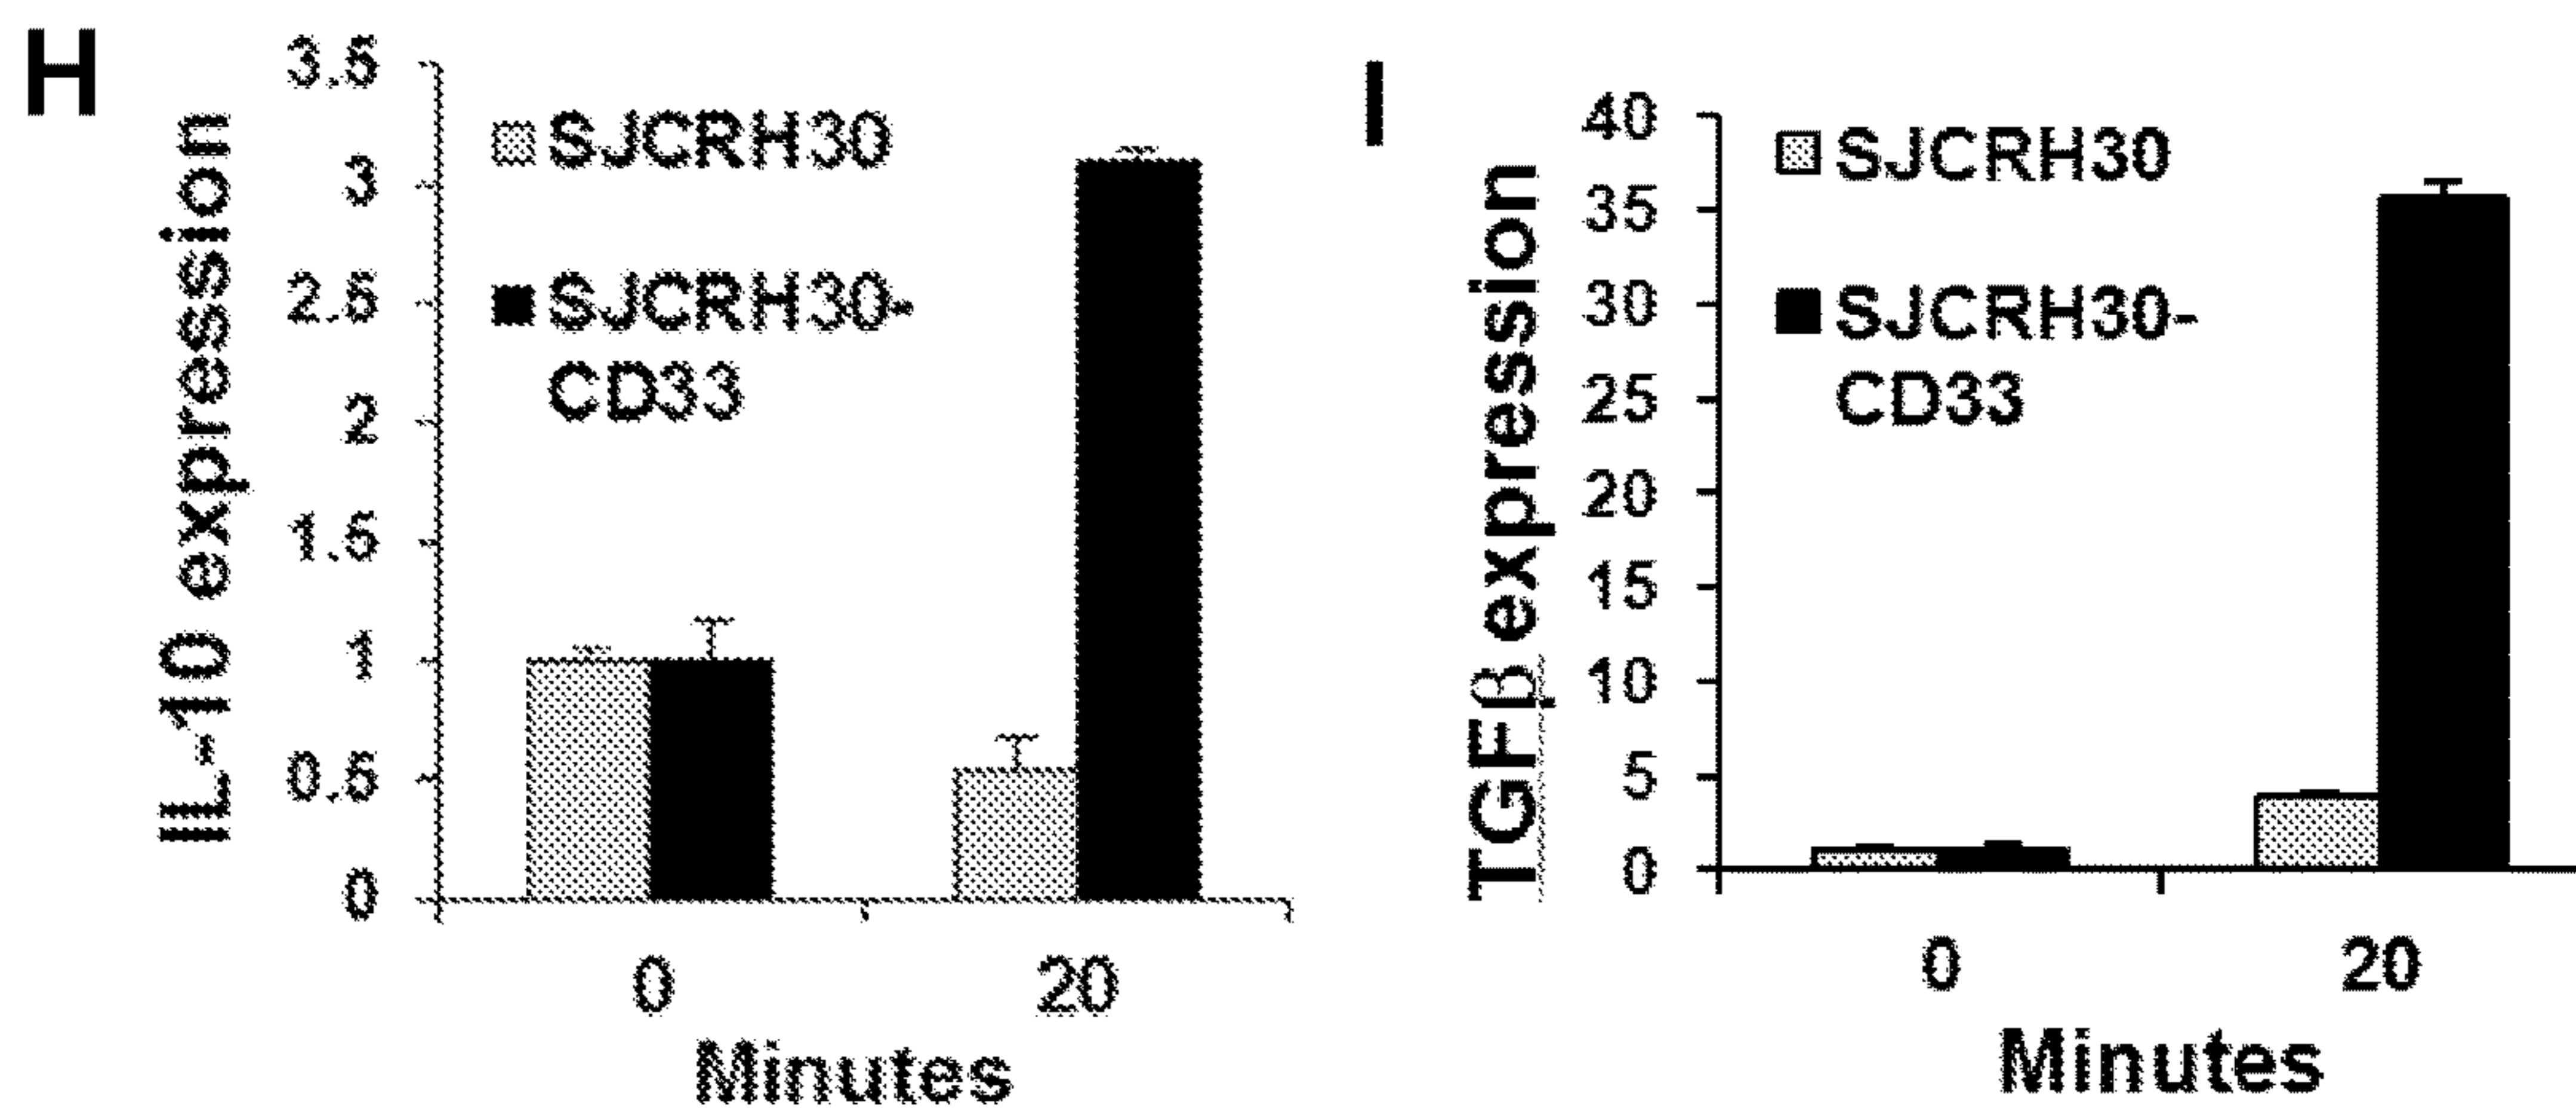 H
IL-10 expression
3.5
3
2.5
2
1.5
1
0.5
0
SJCRH30
SJCRH30-
CD33
0
20
Minutes
I
TGFβ expression
40
35
30
25
20
15
10
5
0
SJCRH30
SJCRH30-
CD33
0
20
Minutes